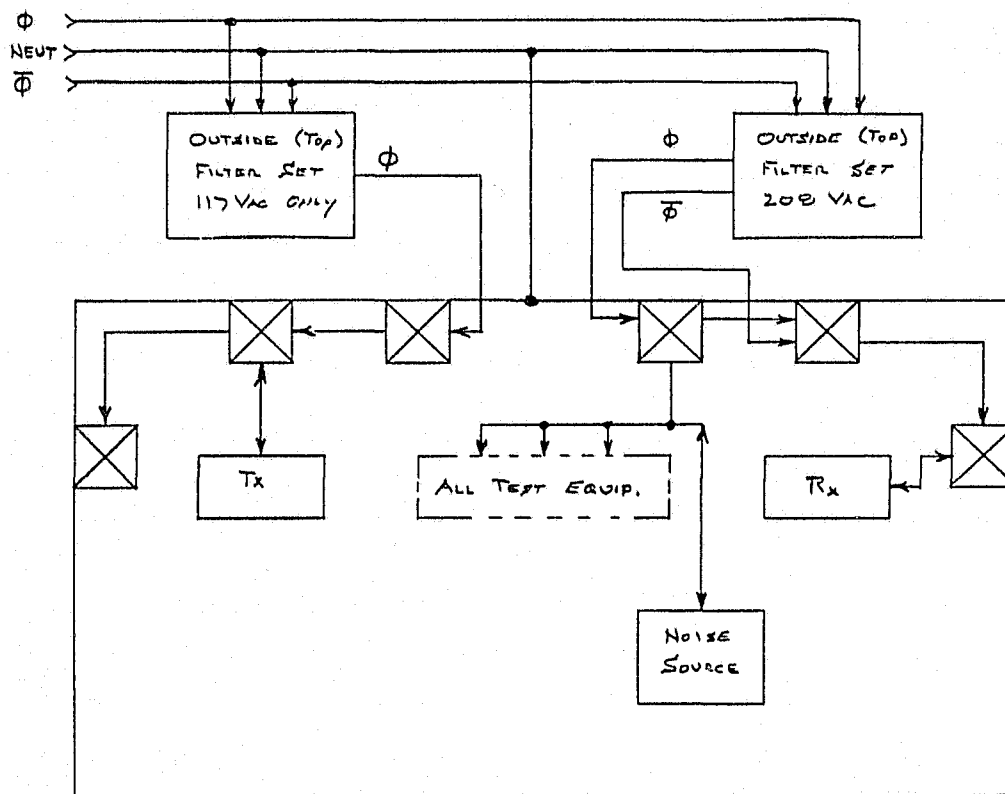 Φ
NEUT
Φ̅
OUTSIDE (TOP)
FILTER SET
117 VAC ONLY
Φ
Φ
Φ̅
OUTSIDE (TOP)
FILTER SET
208 VAC
Tx
ALL TEST EQUIP.
Rx
NOISE
SOURCE